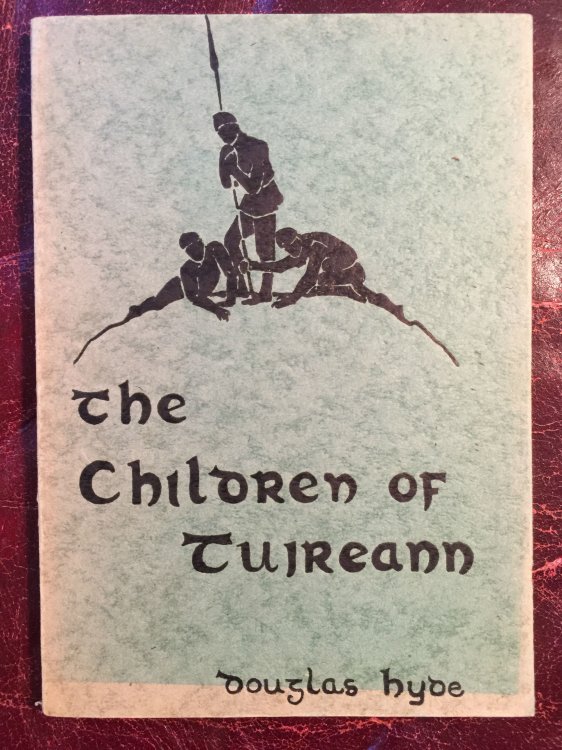 The
Children of
Tuireann
douglas hyde